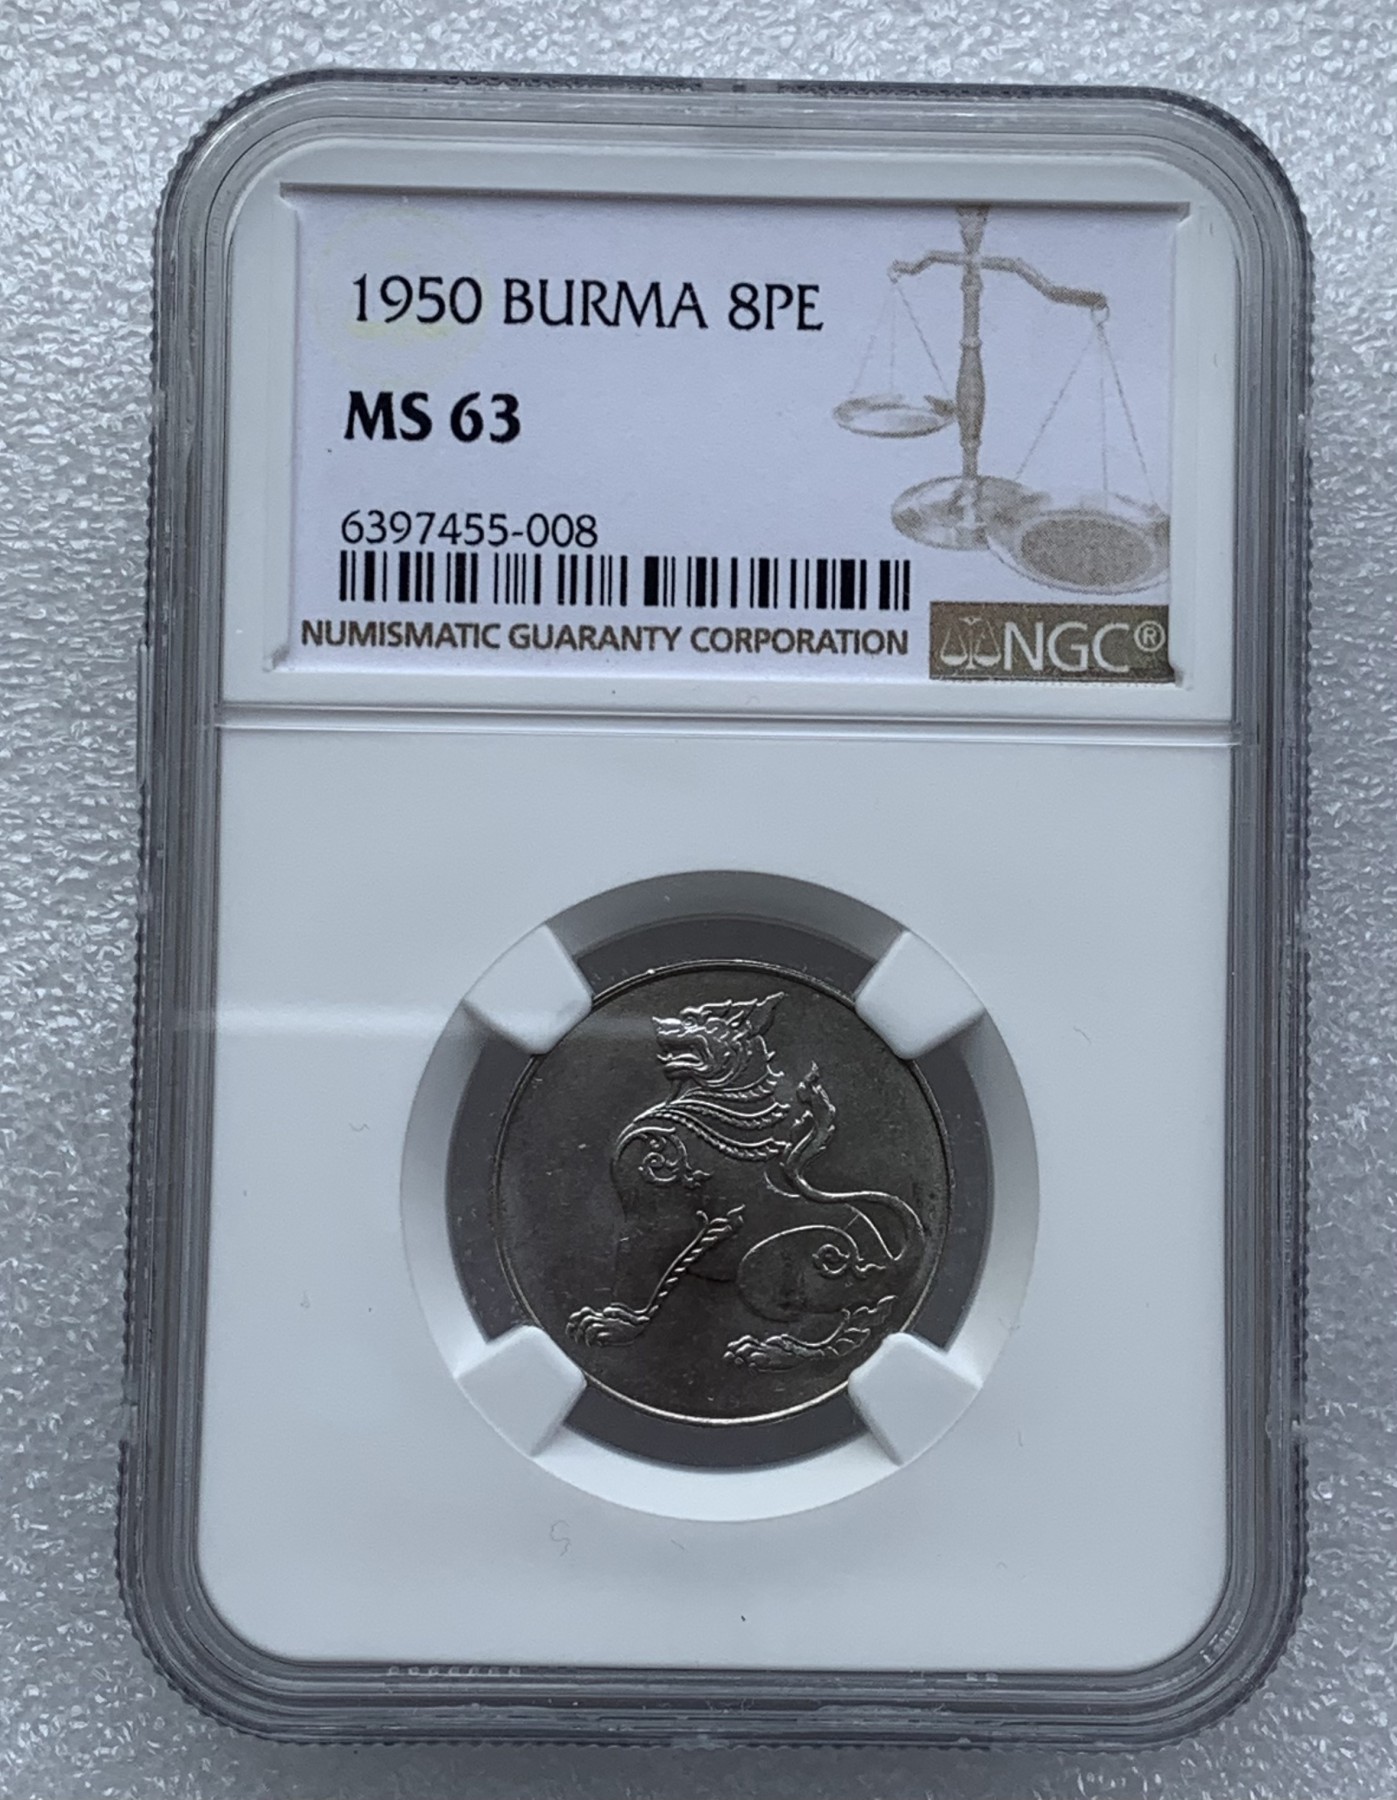 1950 BURMA 8PE
MS 63
6397455-008
NUMISMATIC GUARANTY CORPORATION NGC®